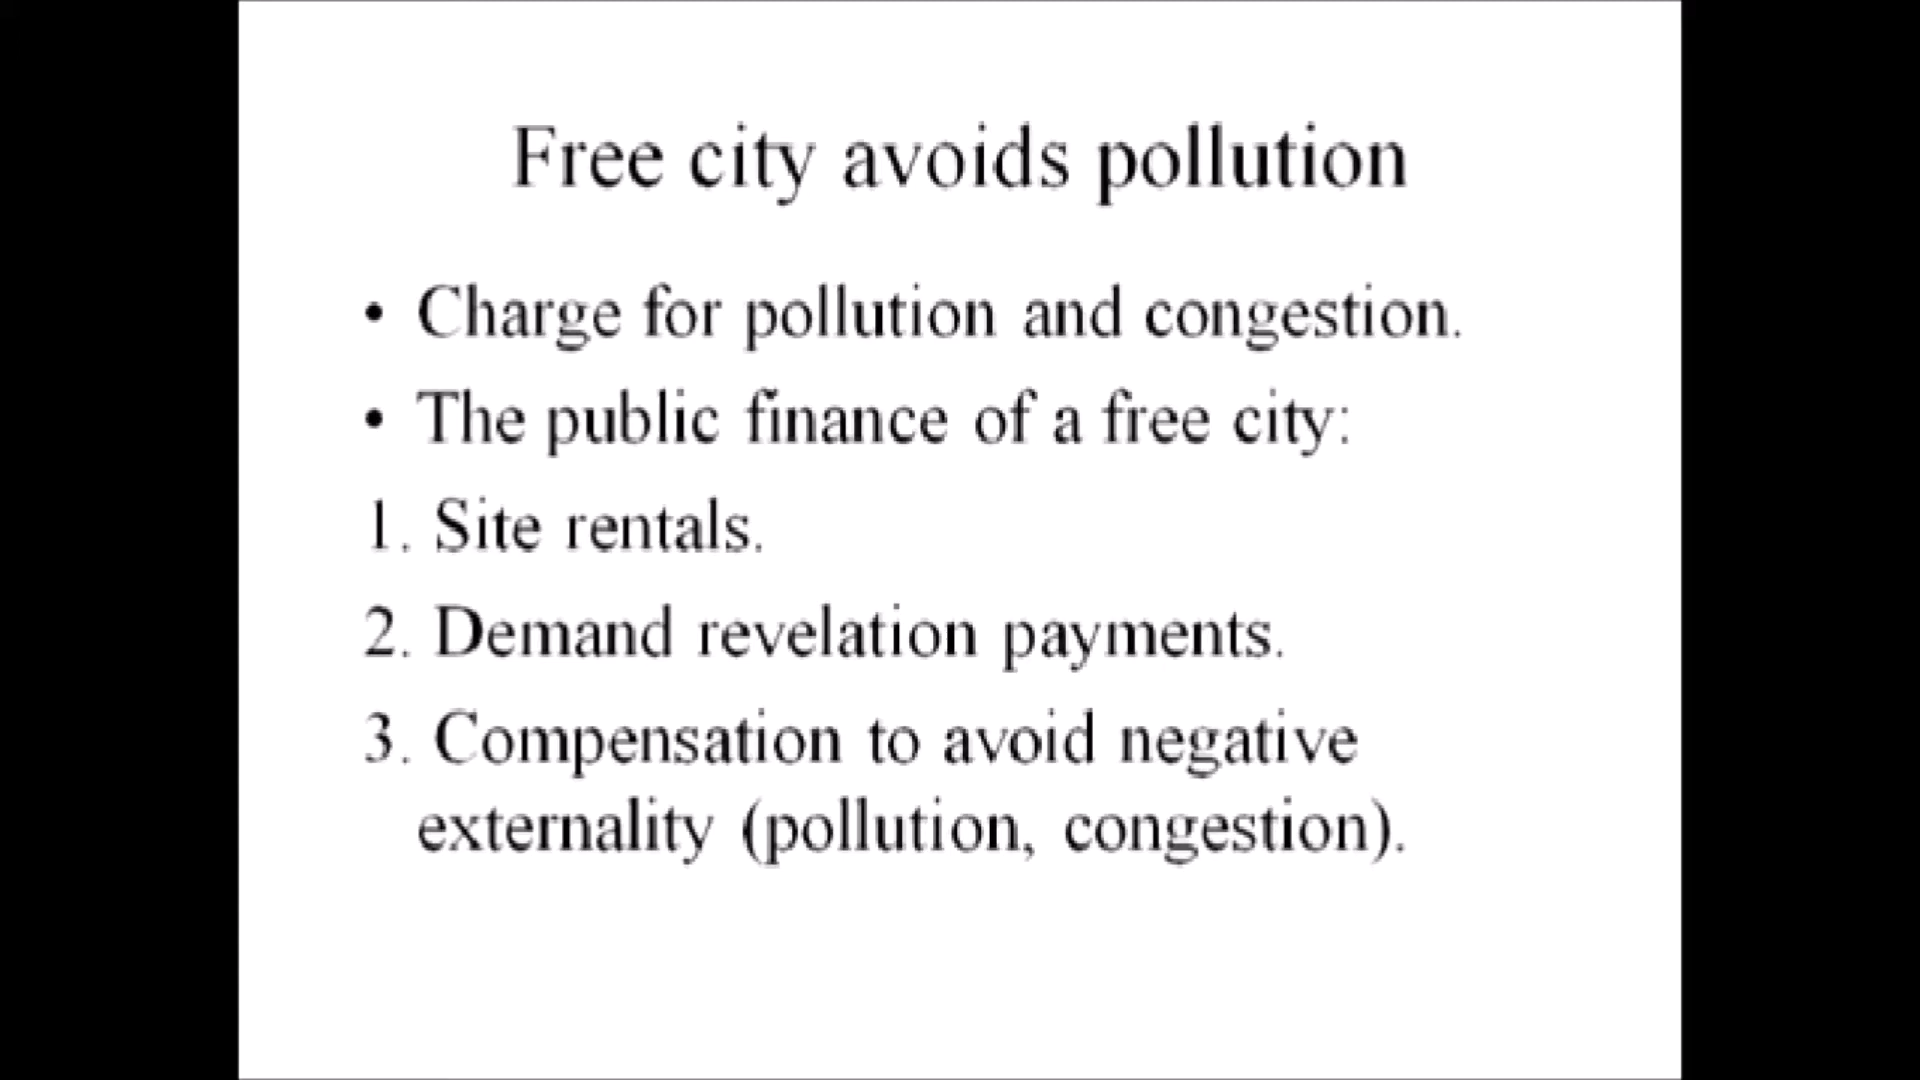 Free city avoids pollution
• Charge for pollution and congestion.
• The public finance of a free city:
1. Site rentals.
2. Demand revelation payments.
3. Compensation to avoid negative
externality (pollution, congestion).